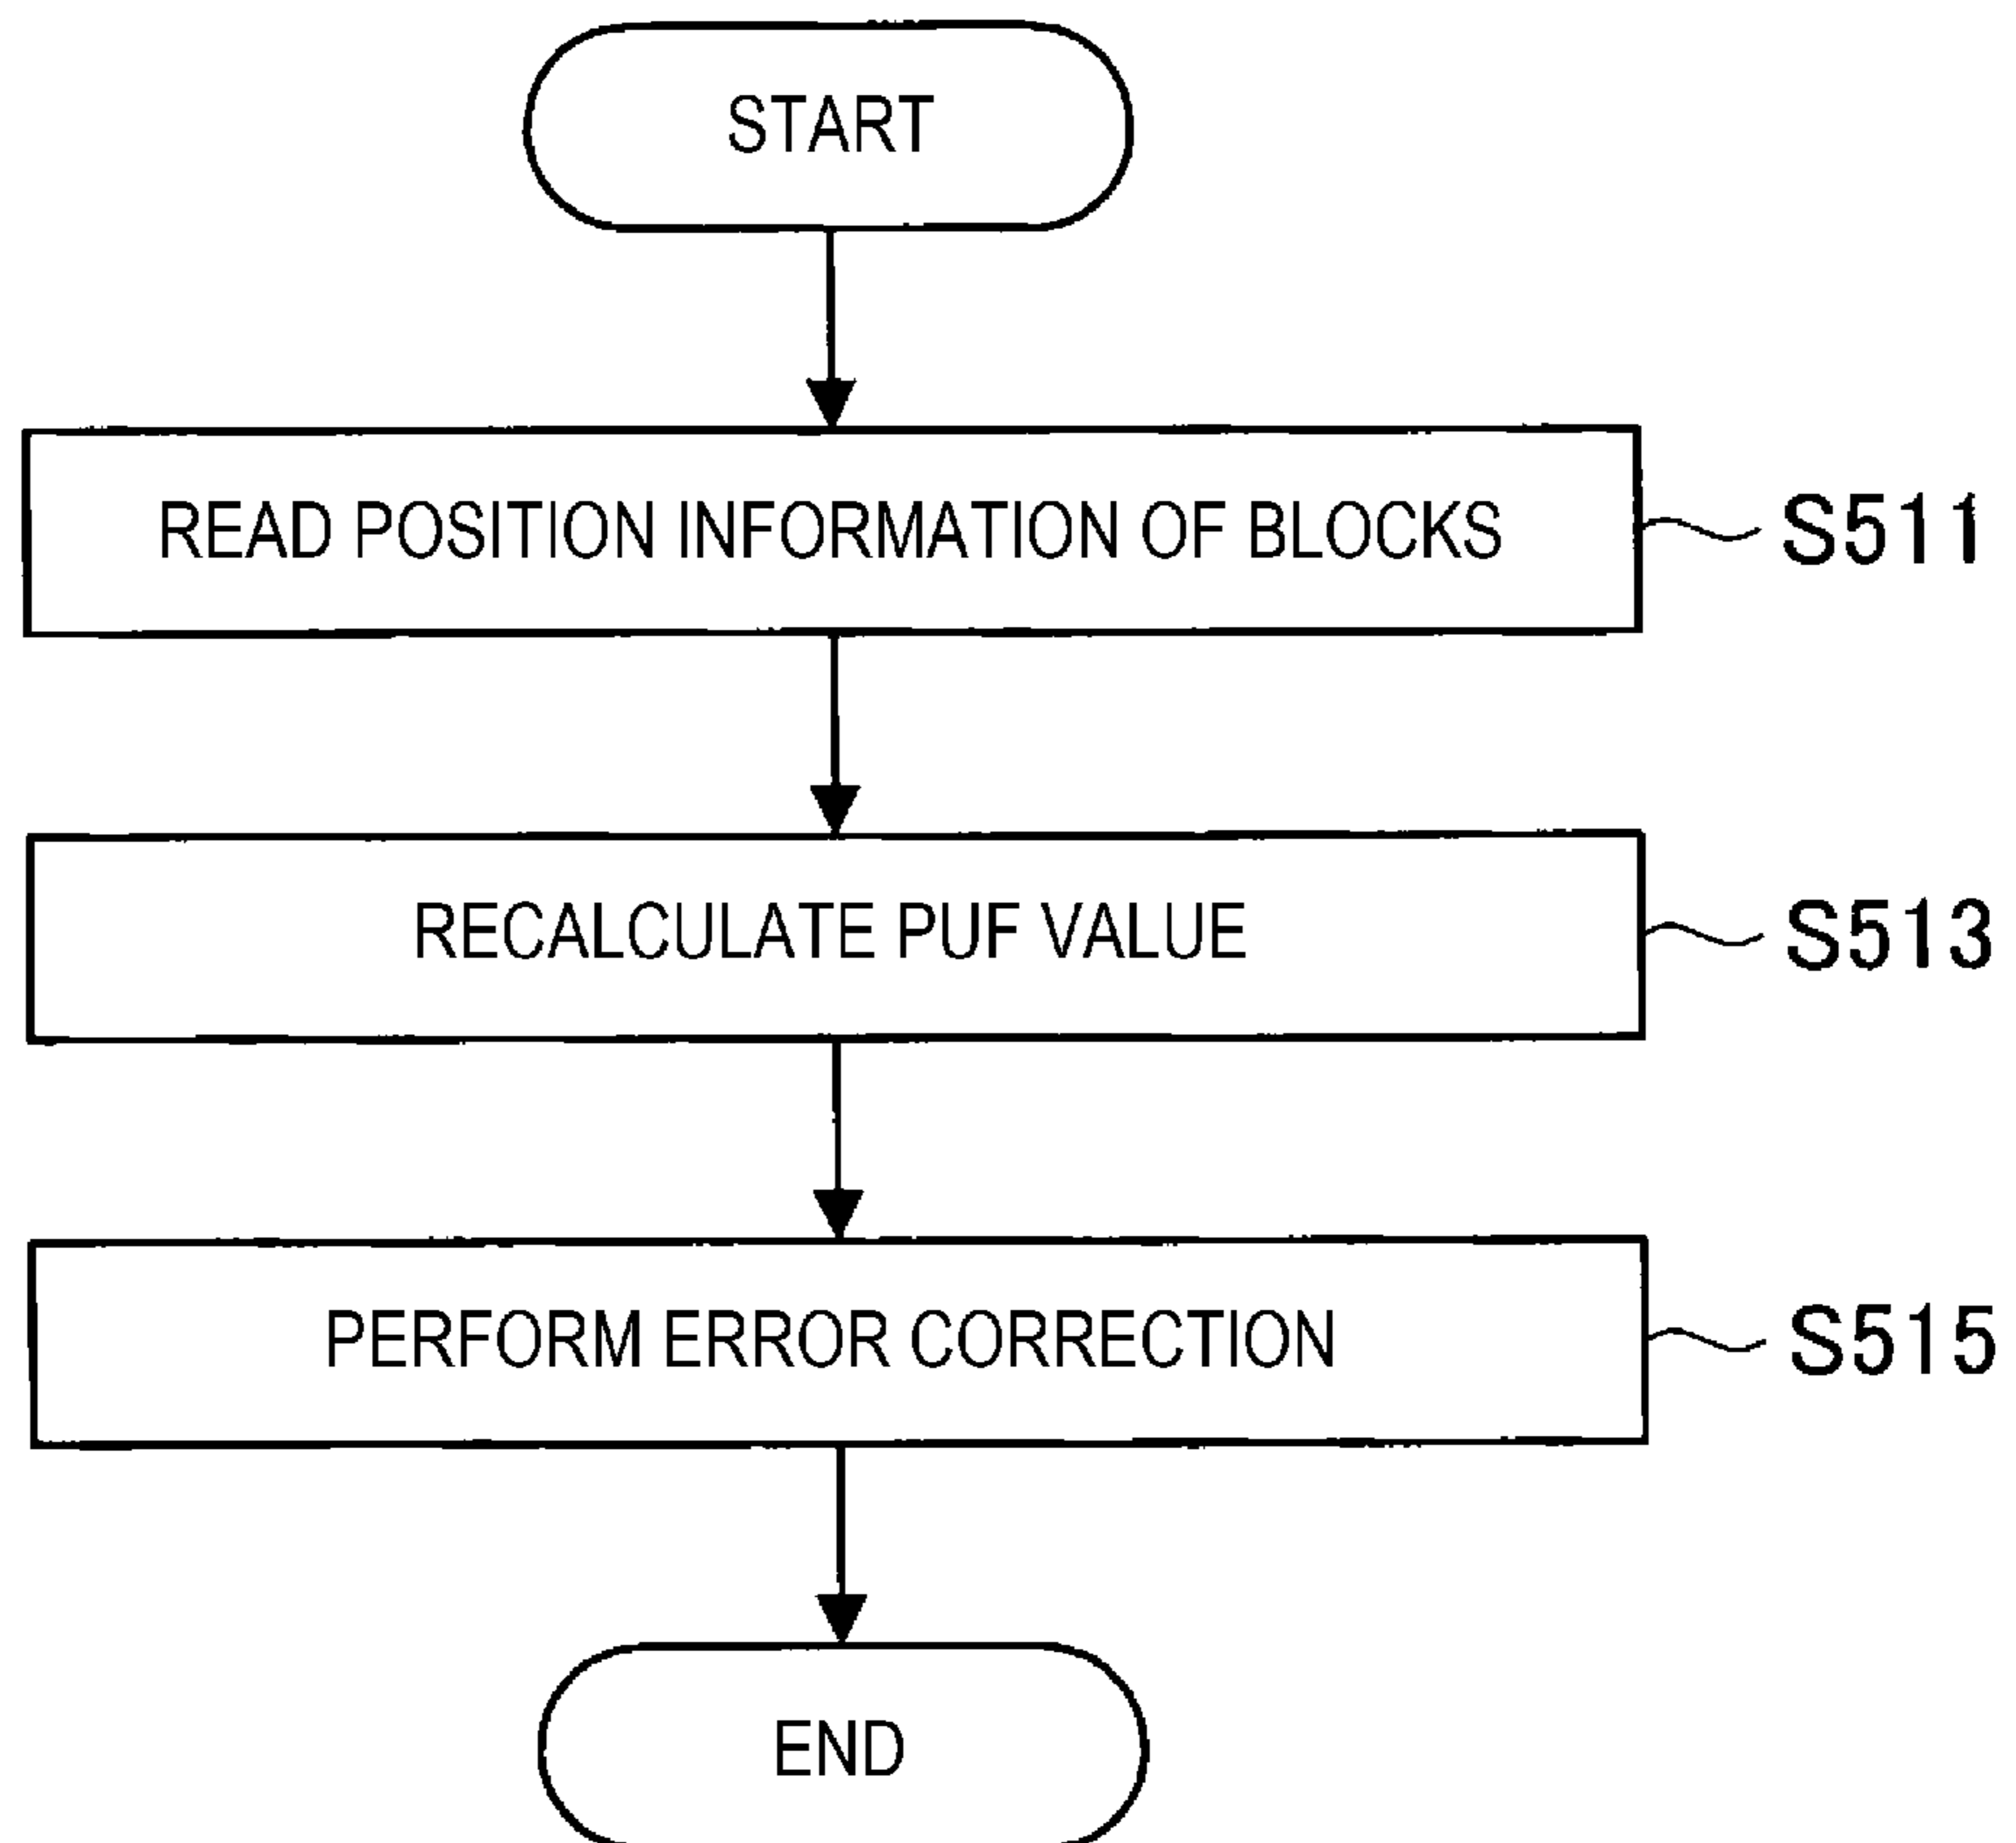 START
READ POSITION INFORMATION OF BLOCKS
S511
RECALCULATE PUF VALUE
S513
PERFORM ERROR CORRECTION
S515
END